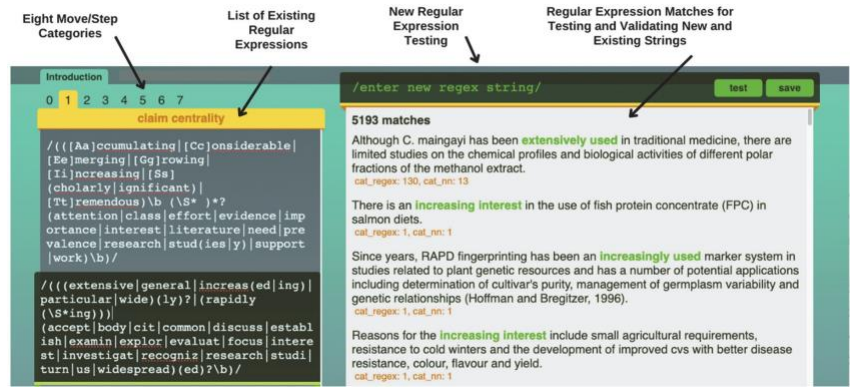 Eight Move/Step
Categories
List of Existing
Regular
Expressions
New Regular
Expression
Testing
Regular Expression Matches for
Testing and Validating New and
Existing Strings
Introduction
0 1 2 3 4 5 6 7
claim centrality
/(([Aa]ccumulating|[Cc]onsiderable|
[Ee]merging|[Gg]rowing|
[Ii]ncreasing|[Ss]
(cholarly|ignificant)|
[Tt]remendous)\b (\S* )*?
(attention|class|effort|evidence|imp
ortance|interest|literature|need|pre
valence|research|stud(ies|y)|support
|work)\b)/
/(((extensive|general|increas(ed|ing)|
particular|wide)(ly)?|(rapidly
(\S*ing)))
(accept|body|cit|common|discuss|establ
ish|examin|explor|evaluat|focus|intere
st|investigat|recogniz|research|studi|
turn|us|widespread)(ed)?\b)/
/enter new regex string/
test save
5193 matches
Although C. maingayi has been extensively used in traditional medicine, there are
limited studies on the chemical profiles and biological activities of different polar
fractions of the methanol extract.
cat_regex: 130, cat_nn: 13
There is an increasing interest in the use of fish protein concentrate (FPC) in
salmon diets.
cat_regex: 1, cat_nn: 1
Since years, RAPD fingerprinting has been an increasingly used marker system in
studies related to plant genetic resources and has a number of potential applications
including determination of cultivar's purity, management of germplasm variability and
genetic relationships (Hoffman and Bregitzer, 1996).
cat_regex: 1, cat_nn: 1
Reasons for the increasing interest include small agricultural requirements,
resistance to cold winters and the development of improved cvs with better disease
resistance, colour, flavour and yield.
cat_regex: 1, cat_nn: 1